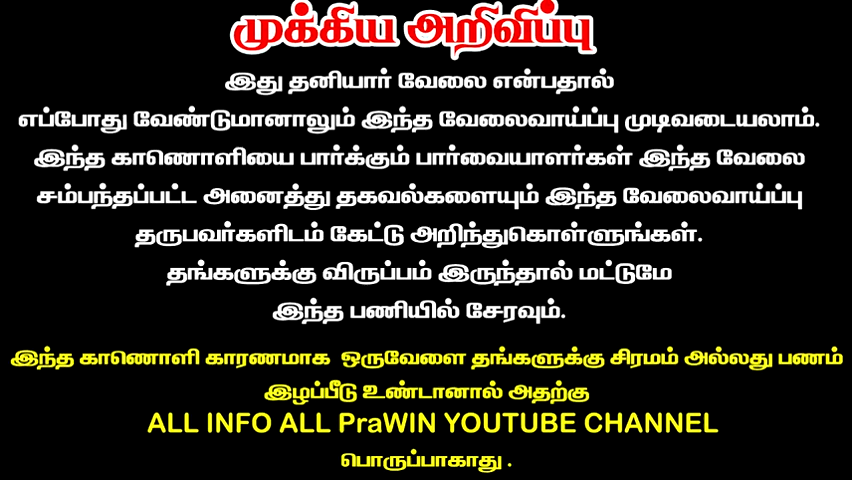 முக்கிய அறிவிப்பு
இது தனியார் வேலை என்பதால்
எப்போது வேண்டுமானாலும் இந்த வேலைவாய்ப்பு முடிவடையலாம்.
இந்த காணொளியை பார்க்கும் பார்வையாளர்கள் இந்த வேலை
சம்பந்தப்பட்ட அனைத்து தகவல்களையும் இந்த வேலைவாய்ப்பு
தருபவர்களிடம் கேட்டு அறிந்துகொள்ளுங்கள்.
தங்களுக்கு விருப்பம் இருந்தால் மட்டுமே
இந்த பணியில் சேரவும்.
இந்த காணொளி காரணமாக ஒருவேளை தங்களுக்கு சிரமம் அல்லது பணம்
இழப்பீடு உண்டானால் அதற்கு
ALL INFO ALL PraWIN YOUTUBE CHANNEL
பொருப்பாகாது .